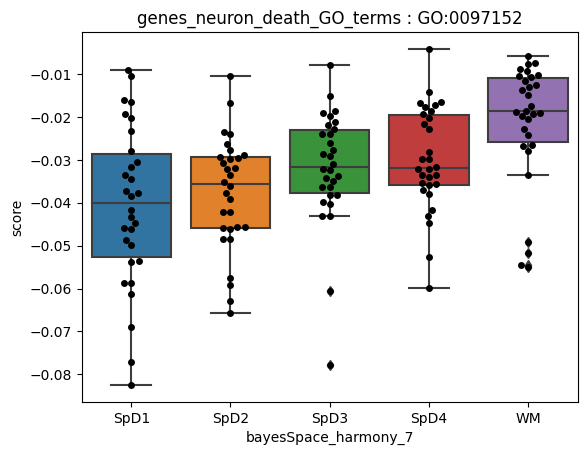 genes_neuron_death_GO_terms : GO:0097152
score
−0.01
−0.02
−0.03
−0.04
−0.05
−0.06
−0.07
−0.08
SpD1 SpD2 SpD3 SpD4 WM
bayesSpace_harmony_7